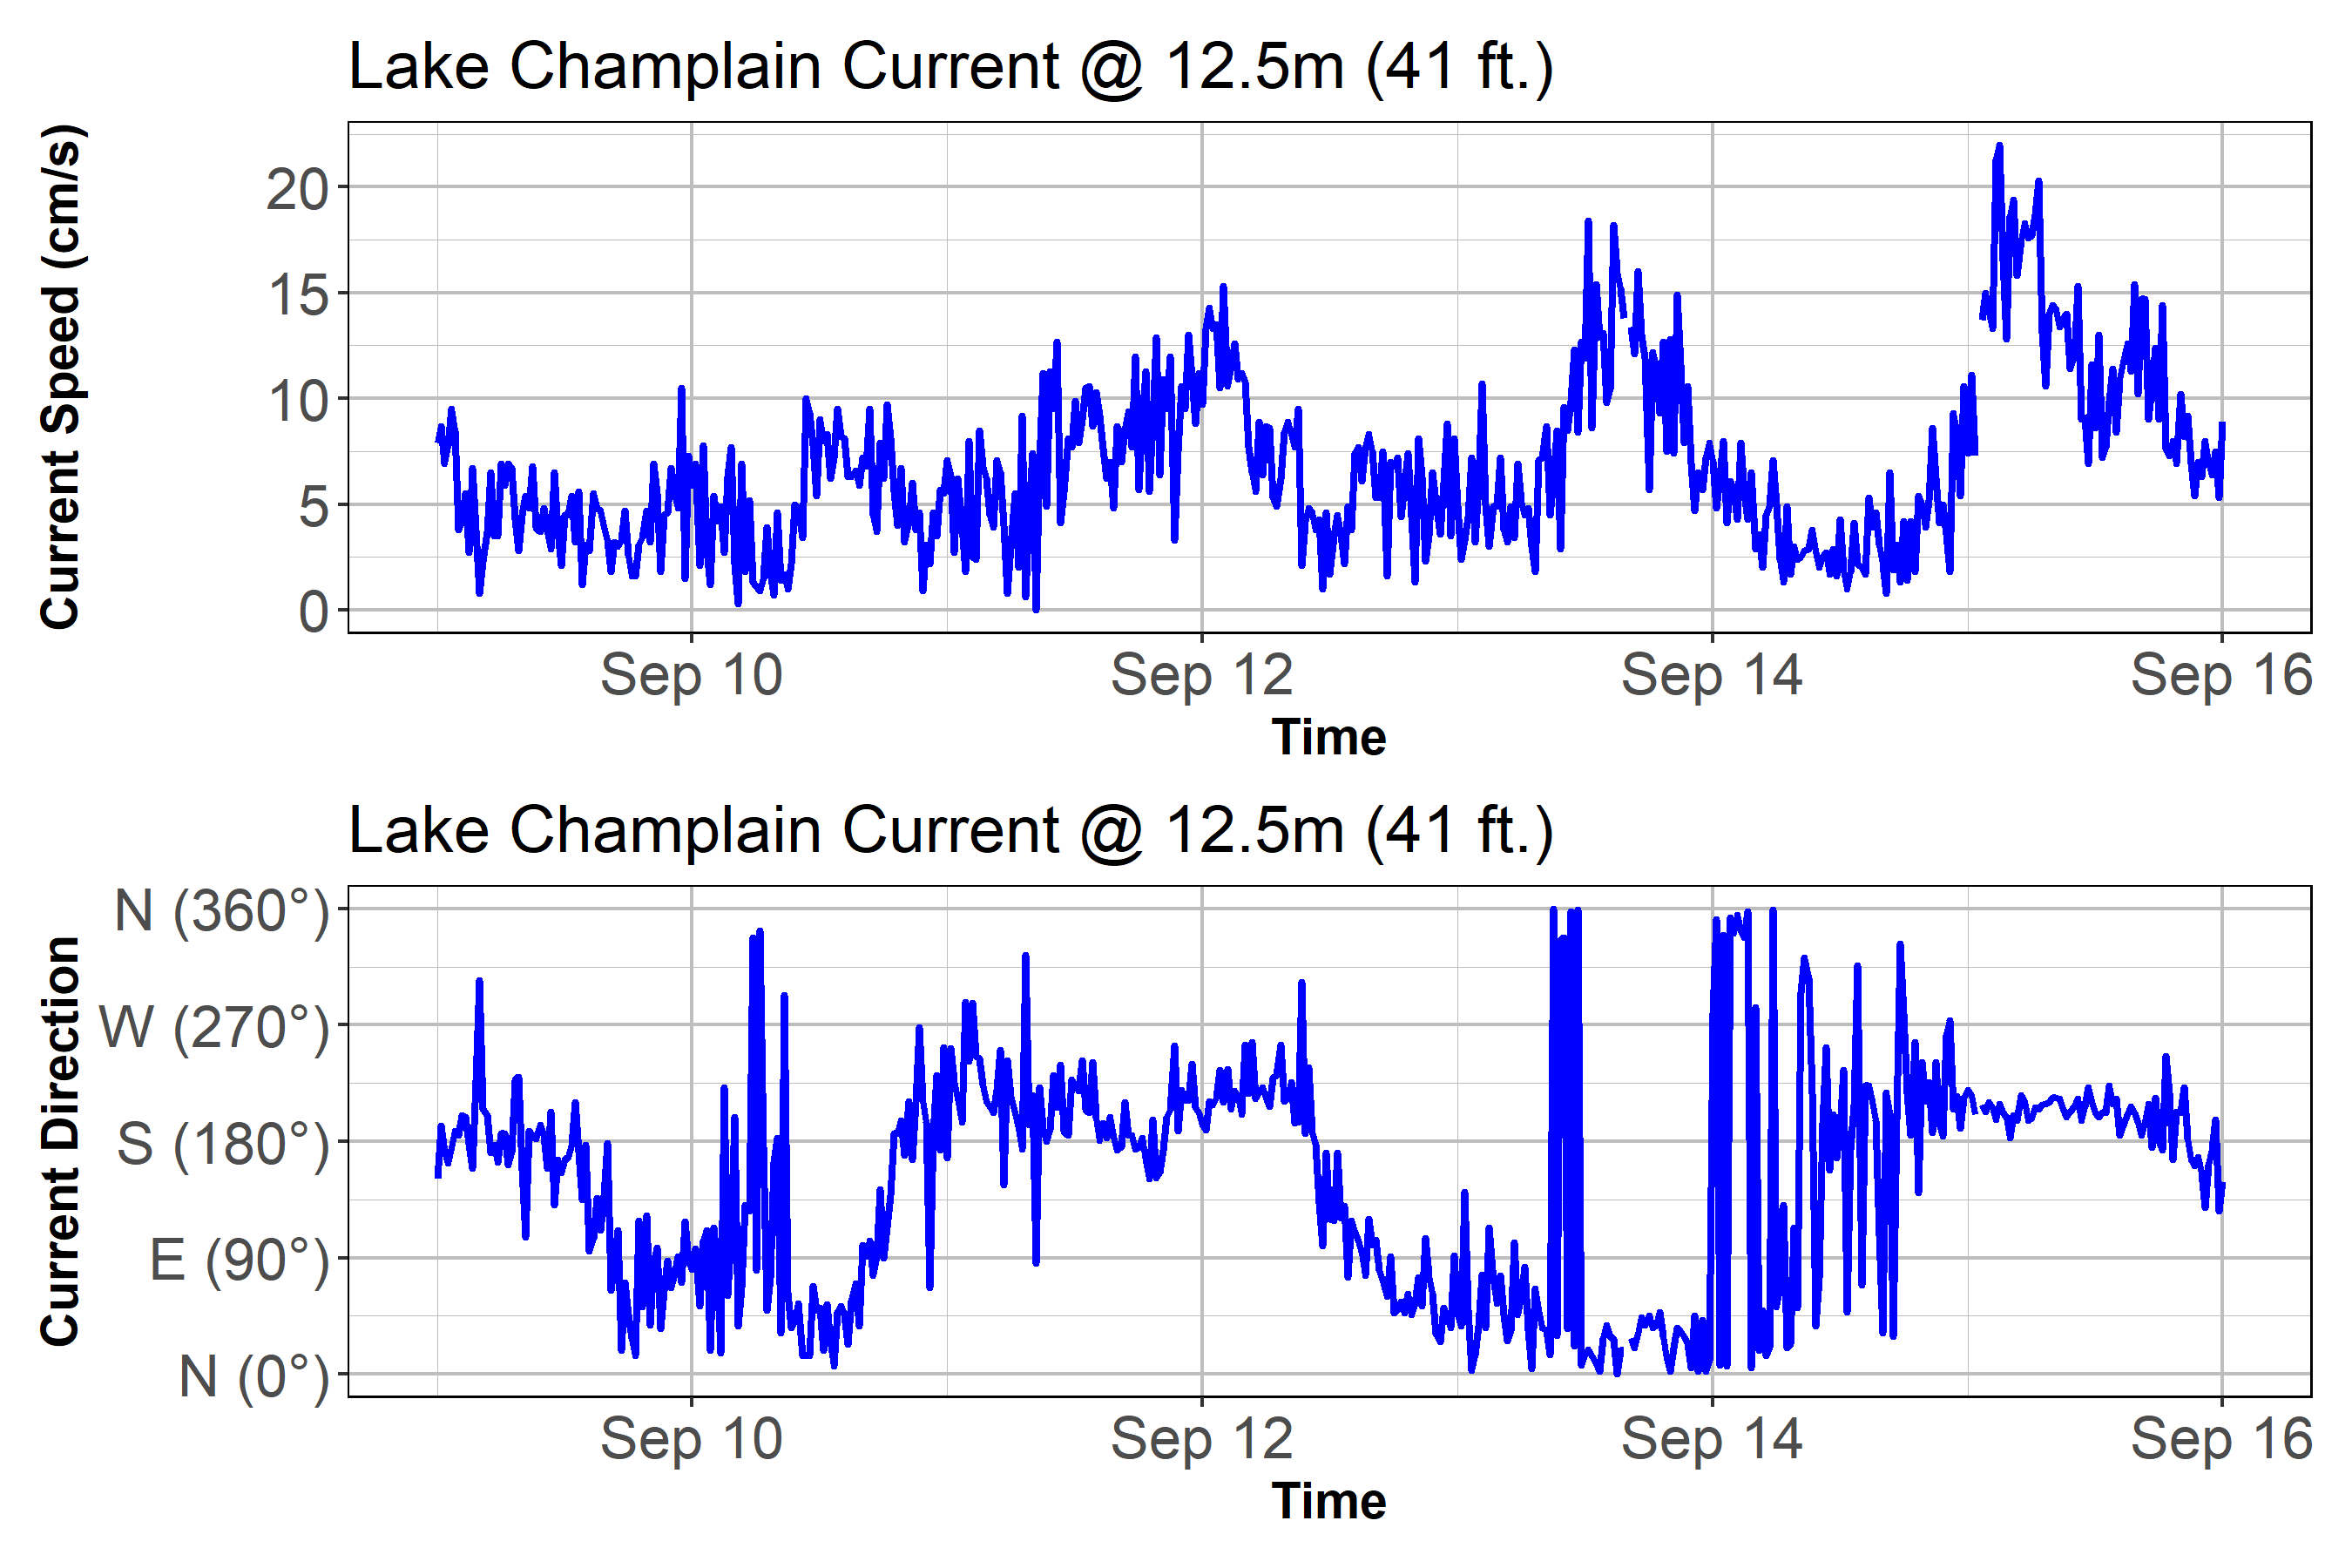 Lake Champlain Current @ 12.5m (41 ft.)
Current Speed (cm/s)
20
15
10
5
0
Sep 10 Sep 12 Sep 14 Sep 16
Time
Lake Champlain Current @ 12.5m (41 ft.)
Current Direction
N (360°)
W (270°)
S (180°)
E (90°)
N (0°)
Sep 10 Sep 12 Sep 14 Sep 16
Time